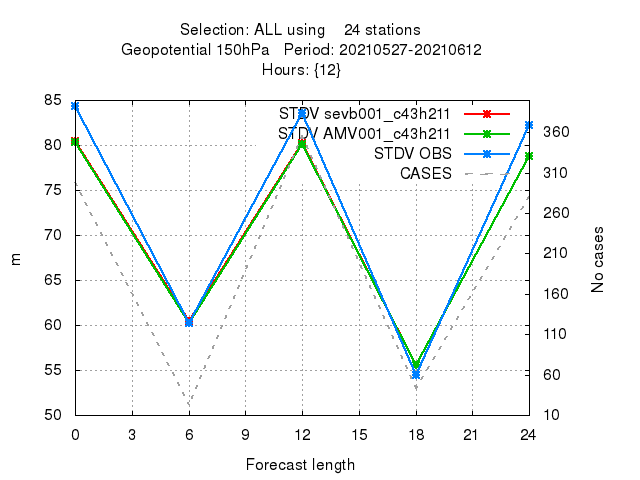 Selection: ALL using 24 stations
Geopotential 150hPa Period: 20210527-20210612
Hours: {12}
STDV sevb001_c43h211
STDV AMV001_c43h211
STDV OBS
CASES
85
80
75
70
65
60
55
50
m
360
310
260
210
160
110
60
10
No cases
0 3 6 9 12 15 18 21 24
Forecast length